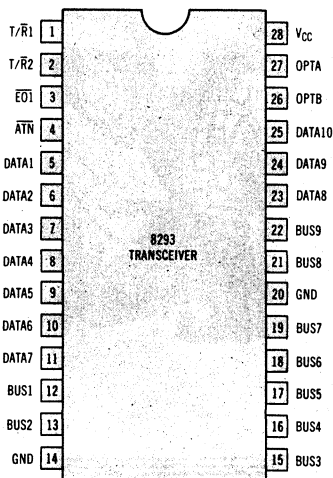 T/R̅1 1 28 VCC
T/R̅2 2 27 OPTA
E̅O̅1̅ 3 26 OPTB
A̅T̅N̅ 4 25 DATA10
DATA1 5 24 DATA9
DATA2 6 23 DATA8
DATA3 7 22 BUS9
8293
TRANSCEIVER
DATA4 8 21 BUS8
DATA5 9 20 GND
DATA6 10 19 BUS7
DATA7 11 18 BUS6
BUS1 12 17 BUS5
BUS2 13 16 BUS4
GND 14 15 BUS3